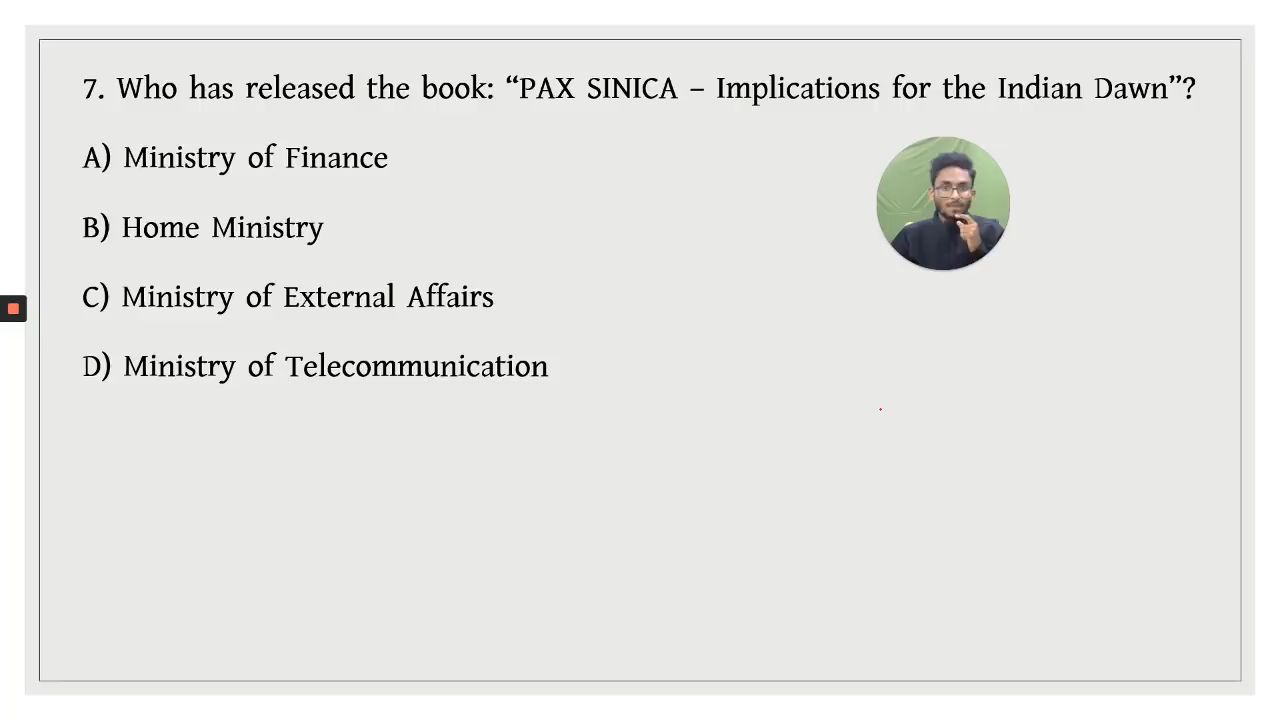 7. Who has released the book: “PAX SINICA – Implications for the Indian Dawn”?
A) Ministry of Finance
B) Home Ministry
C) Ministry of External Affairs
D) Ministry of Telecommunication